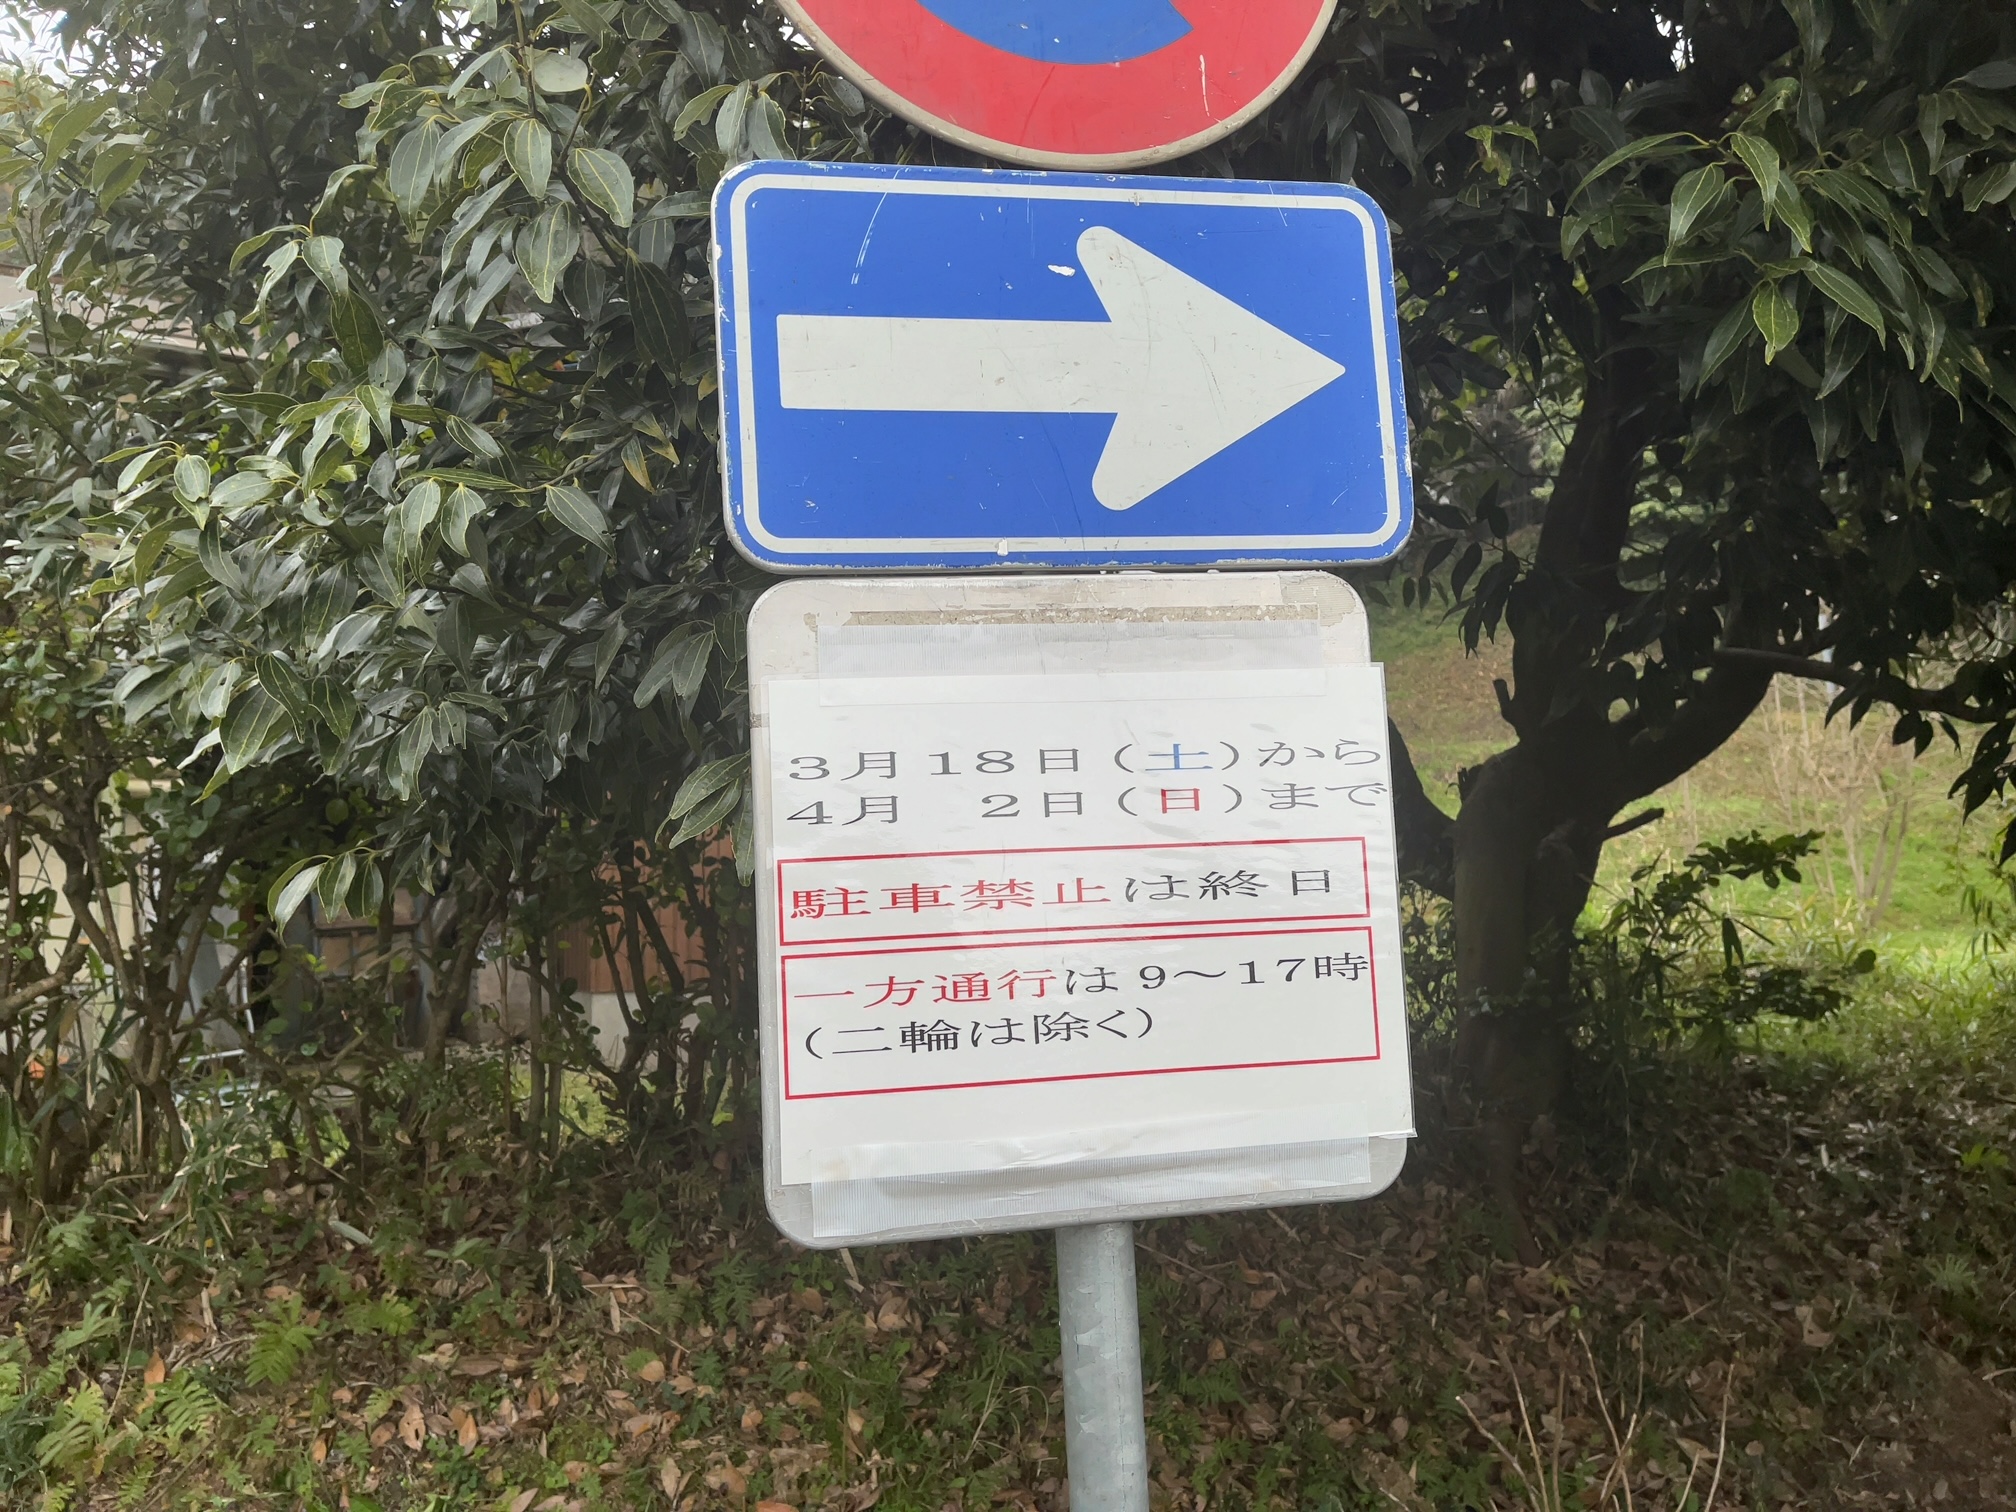 3月18日(土)から
4月　2日(日)まで
駐車禁止は終日
一方通行は9〜17時
(二輪は除く)